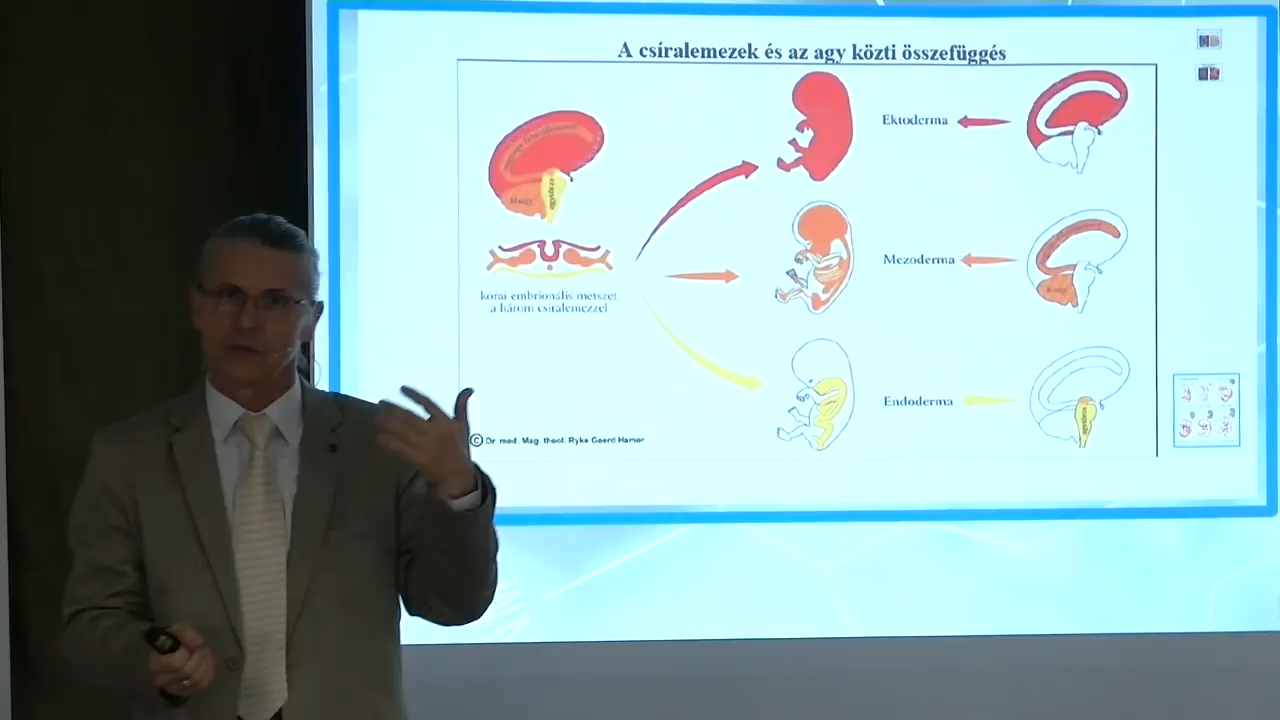 A csíralemezek és az agy közti összefüggés
Ektoderma
korai embrionális metszet
a három csíralemezzel
Mezoderma
Endoderma
© Dr. med. Mag. theol. Ryke Geerd Hamer